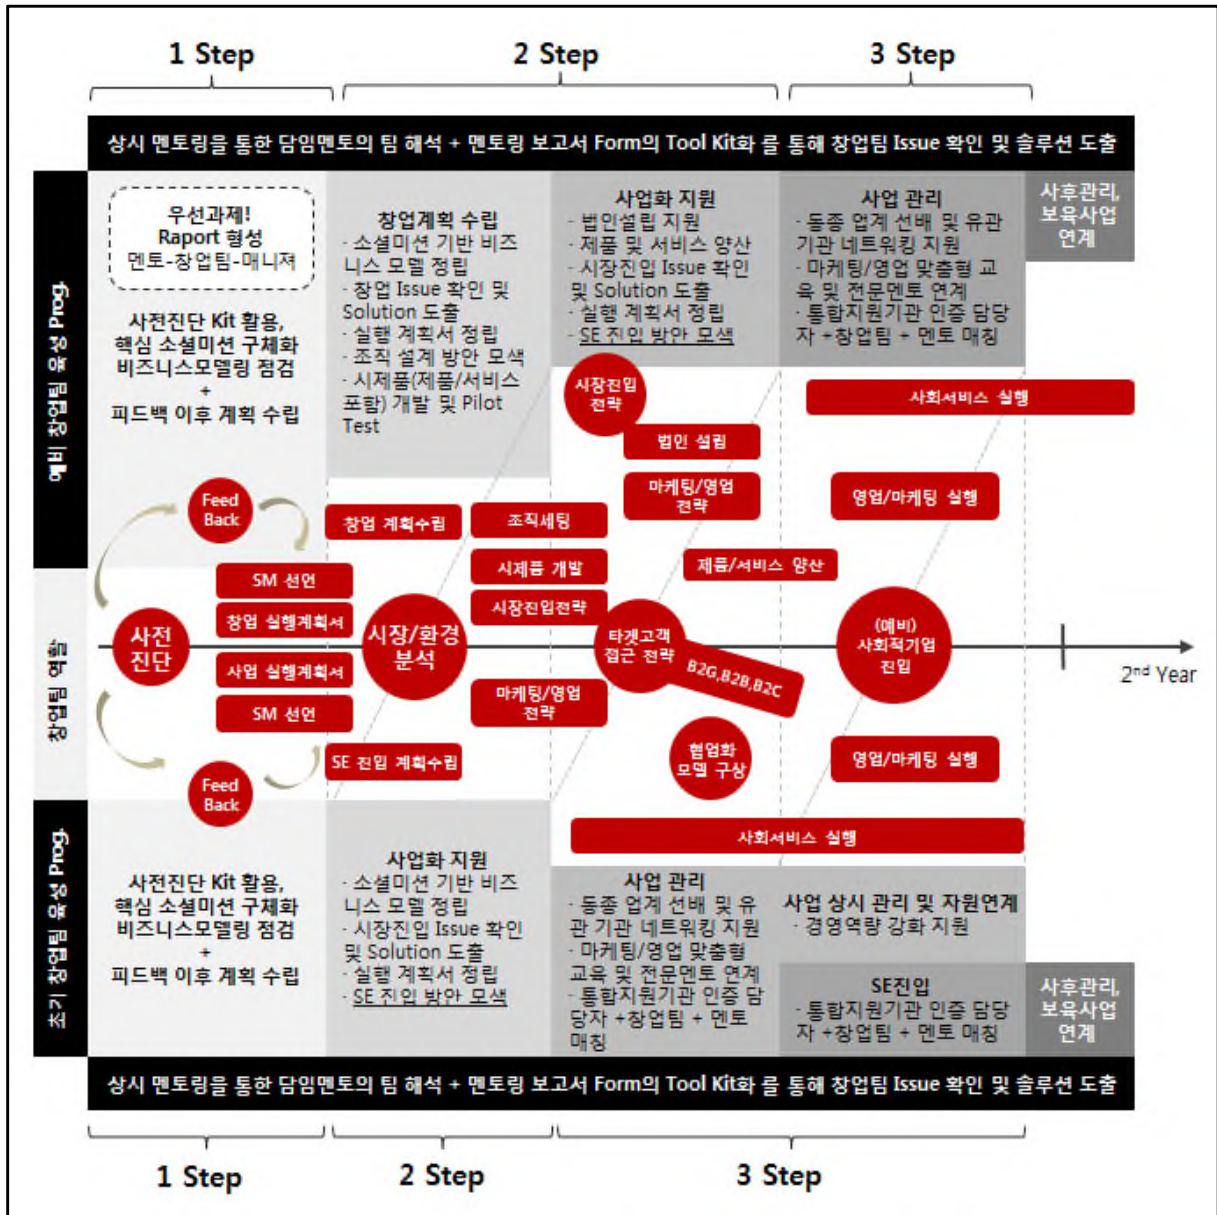 1 Step
2 Step
3 Step
상시 멘토링을 통한 담임멘토의 팀 해석 + 멘토링 보고서 Form의 Tool Kit화 를 통해 창업팀 Issue 확인 및 솔루션 도출
예비 창업팀 육성 Prog.
우선과제!
Raport 형성
멘토-창업팀-매니져
사전진단 Kit 활용,
핵심 소셜미션 구체화
비즈니스모델링 점검
+
피드백 이후 계획 수립
창업계획 수립
· 소셜미션 기반 비즈
니스 모델 정립
· 창업 Issue 확인 및
Solution 도출
· 실행 계획서 정립
· 조직 설계 방안 모색
· 시제품(제품/서비스
포함) 개발 및 Pilot
Test
사업화 지원
· 법인설립 지원
· 제품 및 서비스 양산
· 시장진입 Issue 확인
및 Solution 도출
· 실행 계획서 정립
· SE 진입 방안 모색
사업 관리
· 동종 업계 선배 및 유관
기관 네트워킹 지원
· 마케팅/영업 맞춤형 교
육 및 전문멘토 연계
· 통합지원기관 인증 담당
자 +창업팀 + 멘토 매칭
사후관리,
보육사업
연계
시장진입
전략
사회서비스 실행
법인 설립
마케팅/영업
전략
영업/마케팅 실행
Feed
Back
창업 계획수립
조직세팅
시제품 개발
제품/서비스 양산
창업팀 역할
SM 선언
창업 실행계획서
시장진입전략
사전
진단
시장/환경
분석
타겟고객
접근 전략
(예비)
사회적기업
진입
사업 실행계획서
B2G,B2B,B2C
2nd Year
SM 선언
마케팅/영업
전략
SE 진입 계획수립
협업화
모델 구상
영업/마케팅 실행
Feed
Back
사회서비스 실행
초기 창업팀 육성 Prog.
사전진단 Kit 활용,
핵심 소셜미션 구체화
비즈니스모델링 점검
+
피드백 이후 계획 수립
사업화 지원
· 소셜미션 기반 비즈
니스 모델 정립
· 시장진입 Issue 확인
및 Solution 도출
· 실행 계획서 정립
· SE 진입 방안 모색
사업 관리
· 동종 업계 선배 및 유
관 기관 네트워킹 지원
· 마케팅/영업 맞춤형
교육 및 전문멘토 연계
· 통합지원기관 인증 담
당자 +창업팀 + 멘토
매칭
사업 상시 관리 및 자원연계
· 경영역량 강화 지원
SE진입
· 통합지원기관 인증 담당
자 +창업팀 + 멘토 매칭
사후관리,
보육사업
연계
상시 멘토링을 통한 담임멘토의 팀 해석 + 멘토링 보고서 Form의 Tool Kit화 를 통해 창업팀 Issue 확인 및 솔루션 도출
1 Step
2 Step
3 Step